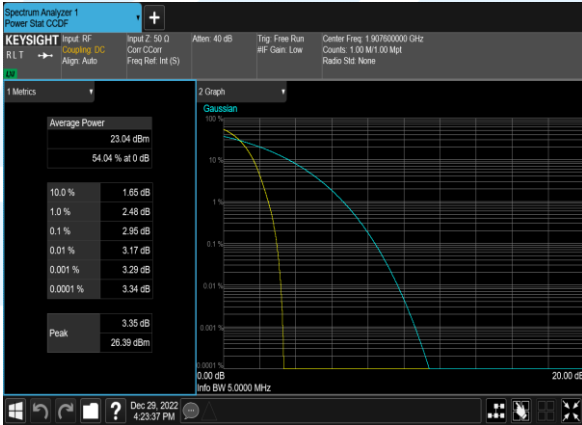 Spectrum Analyzer 1
Power Stat CCDF
+
KEYSIGHT
RLT
LVI
Input: RF
Coupling: DC
Align: Auto
Input Z: 50 Ω
Corr CCorr
Freq Ref: Int (S)
Atten: 40 dB
Trig: Free Run
#IF Gain: Low
Center Freq: 1.907600000 GHz
Counts: 1.00 M/1.00 Mpt
Radio Std: None
1 Metrics
Average Power
23.04 dBm
54.04 % at 0 dB
10.0 % 1.65 dB
1.0 % 2.48 dB
0.1 % 2.95 dB
0.01 % 3.17 dB
0.001 % 3.29 dB
0.0001 % 3.34 dB
Peak
3.35 dB
26.39 dBm
2 Graph
Gaussian
100 %
10 %
1 %
0.1 %
0.01 %
0.001 %
0.0001 %
0.00 dB
20.00 dB
Info BW 5.0000 MHz
?
Dec 29, 2022
4:23:37 PM